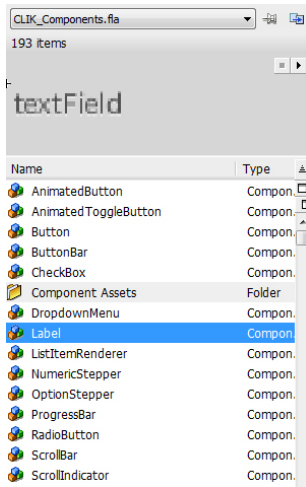 CLIK_Components.fla
193 items
textField
Name Type
AnimatedButton Compon.
AnimatedToggleButton Compon.
Button Compon.
ButtonBar Compon.
CheckBox Compon.
Component Assets Folder
DropdownMenu Compon.
Label Compon.
ListItemRenderer Compon.
NumericStepper Compon.
OptionStepper Compon.
ProgressBar Compon.
RadioButton Compon.
ScrollBar Compon.
ScrollIndicator Compon.